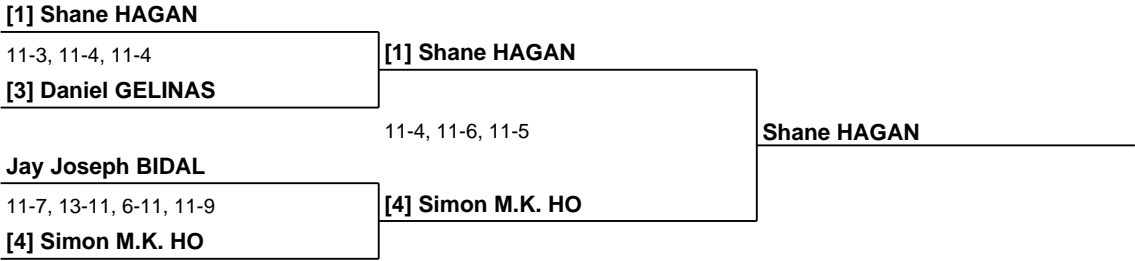 [1] Shane HAGAN
11-3, 11-4, 11-4
[1] Shane HAGAN
[3] Daniel GELINAS
11-4, 11-6, 11-5
Shane HAGAN
Jay Joseph BIDAL
11-7, 13-11, 6-11, 11-9
[4] Simon M.K. HO
[4] Simon M.K. HO